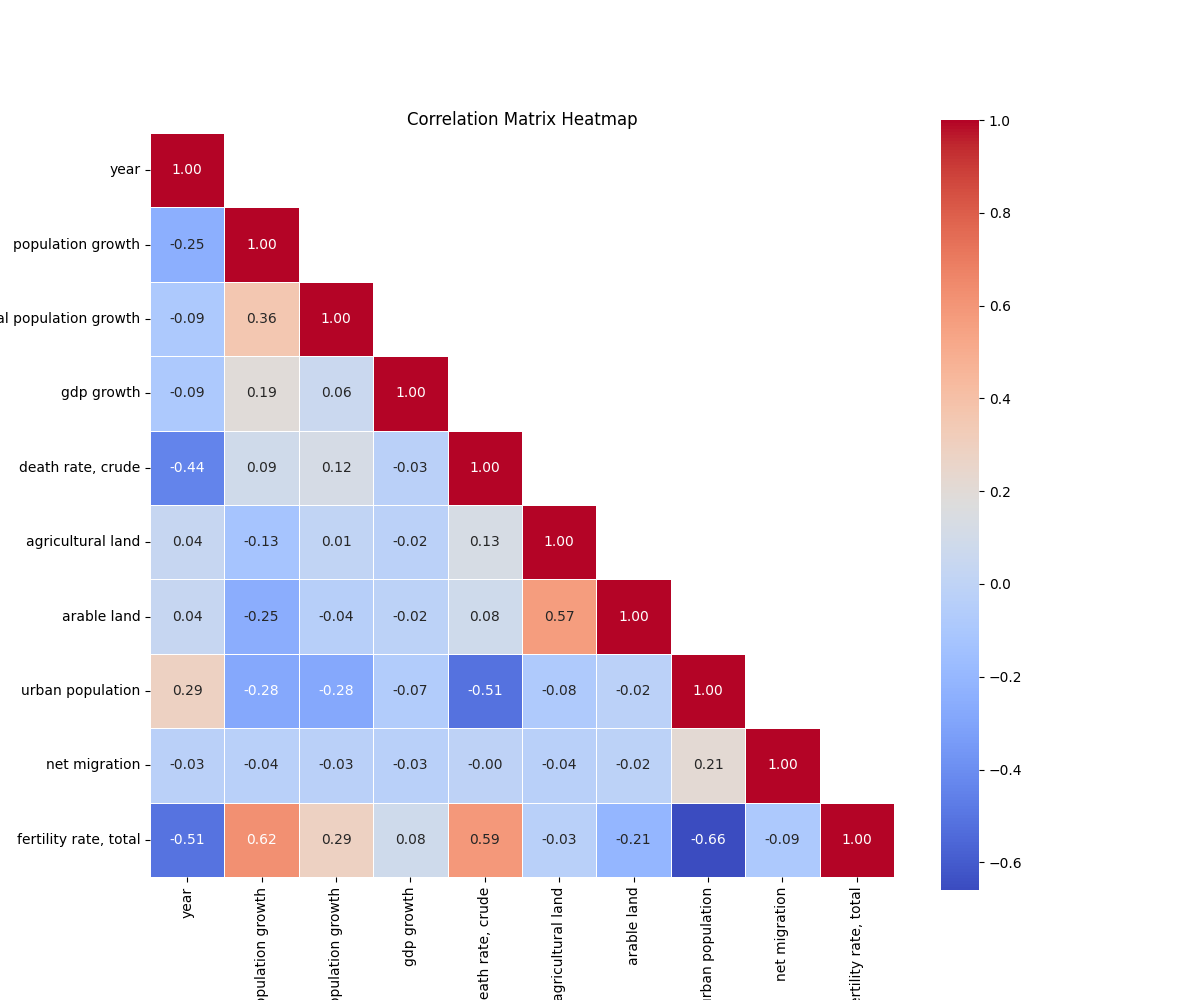 Correlation Matrix Heatmap
year 1.00
population growth -0.25 1.00
al population growth -0.09 0.36 1.00
gdp growth -0.09 0.19 0.06 1.00
death rate, crude -0.44 0.09 0.12 -0.03 1.00
agricultural land 0.04 -0.13 0.01 -0.02 0.13 1.00
arable land 0.04 -0.25 -0.04 -0.02 0.08 0.57 1.00
urban population 0.29 -0.28 -0.28 -0.07 -0.51 -0.08 -0.02 1.00
net migration -0.03 -0.04 -0.03 -0.03 -0.00 -0.04 -0.02 0.21 1.00
fertility rate, total -0.51 0.62 0.29 0.08 0.59 -0.03 -0.21 -0.66 -0.09 1.00
year
opulation growth
opulation growth
gdp growth
eath rate, crude
agricultural land
arable land
rban population
net migration
ertility rate, total
1.0
0.8
0.6
0.4
0.2
0.0
−0.2
−0.4
−0.6